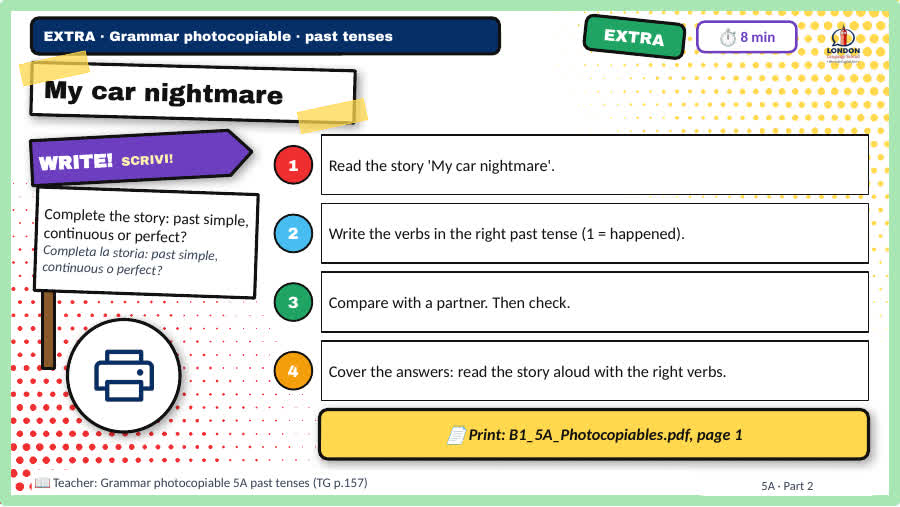 EXTRA · Grammar photocopiable · past tenses
EXTRA
8 min
LONDON
My car nightmare
WRITE! SCRIVI!
Complete the story: past simple,
continuous or perfect?
Completa la storia: past simple,
continuous o perfect?
1
Read the story 'My car nightmare'.
2
Write the verbs in the right past tense (1 = happened).
3
Compare with a partner. Then check.
4
Cover the answers: read the story aloud with the right verbs.
Print: B1_5A_Photocopiables.pdf, page 1
Teacher: Grammar photocopiable 5A past tenses (TG p.157)
5A · Part 2